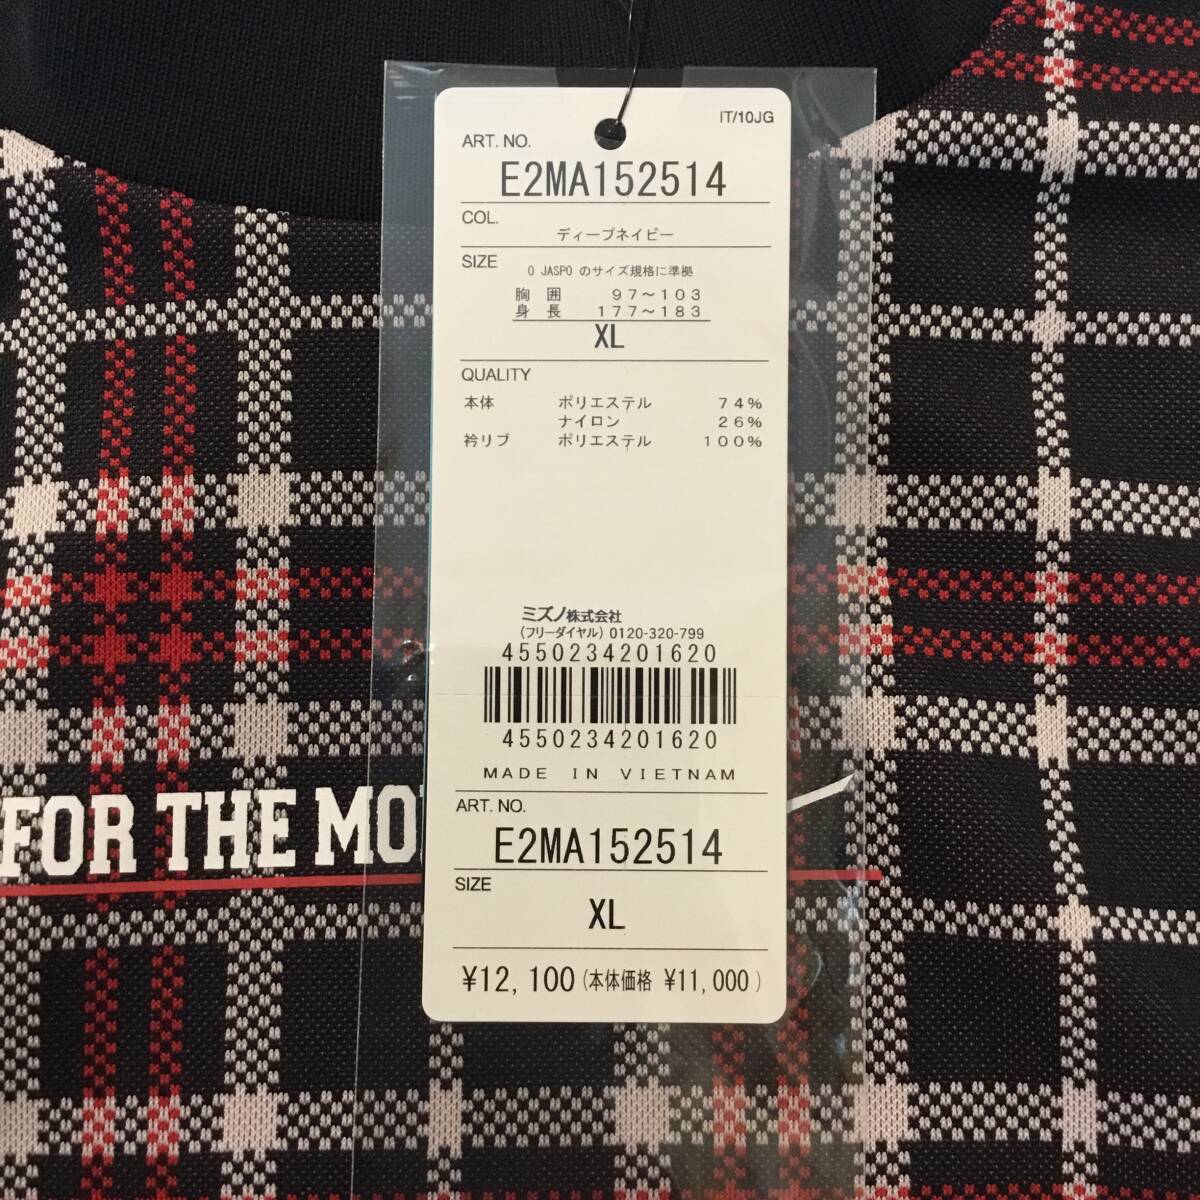 IT/10JG
ART. NO.
E2MA152514
COL.
ディープネイビー
SIZE
O JASPO のサイズ規格に準拠
胸 囲 97~103
身 長 177~183
XL
QUALITY
本体 ポリエステル 74%
ナイロン 26%
衿リブ ポリエステル 100%
ミズノ株式会社
(フリーダイヤル) 0120-320-799
4550234201620
4550234201620
MADE IN VIETNAM
ART. NO.
E2MA152514
SIZE
XL
¥12,100 (本体価格 ¥11,000 )
FOR THE MO